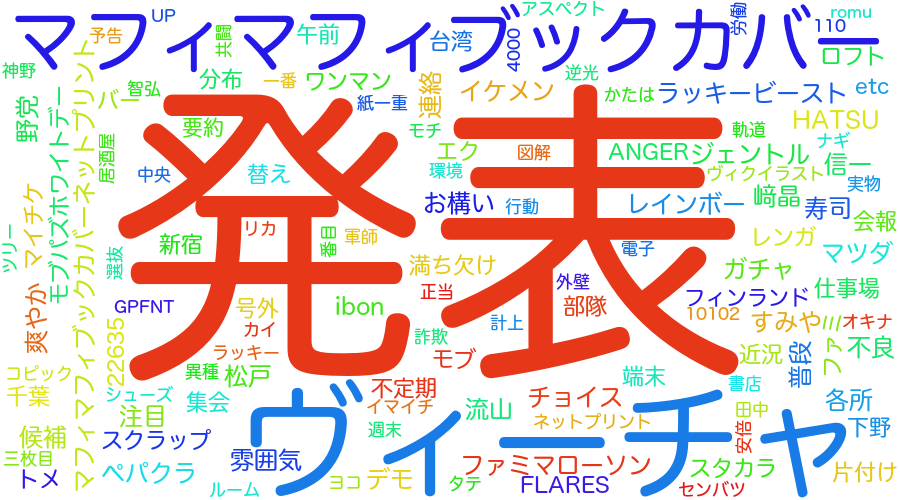 マフィマフィブックカバー
UP
アスペクト
労働
110
romu
予告
共闘
午前
台湾
4000
ロフト
神野
野党
智弘
分布
一番
ワンマン
逆光
バー
紙一重
連絡
イケメン
かたは
ラッキービースト
etc
モブパズホワイトデー
マフィマフィブックカバーネットプリント
居酒屋
要約
発表
モチ
エク
図解
ANGER
ジェントル
軌道
HATSU
ナギ
信一
中央
替え
環境
ヴィクイラスト
実物
マイチケ
お構い
行動
レインボー
﨑晶
寿司
会報
ツリー
選抜
新宿
リカ
番目
軍師
電子
レンガ
マツダ
満ち欠け
ガチャ
爽やか
GPFNT
号外
ibon
正当
外壁
部隊
フィンランド
仕事場
22635
カイ
詐欺
計上
10102
すみや
///
オキナ
ラッキー
モブ
近況
ファ
不良
コピック
異種
松戸
不定期
端末
普段
千葉
シューズ
集会
ヴィーチャ
イマイチ
流山
チョイス
書店
各所
候補
注目
スクラップ
週末
ネットプリント
田中
安倍
下野
三枚目
トメ
ペパクラ
雰囲気
ファミマローソン
スタカラ
片付け
ルーム
ヨコ
デモ
タテ
FLARES
センバツ